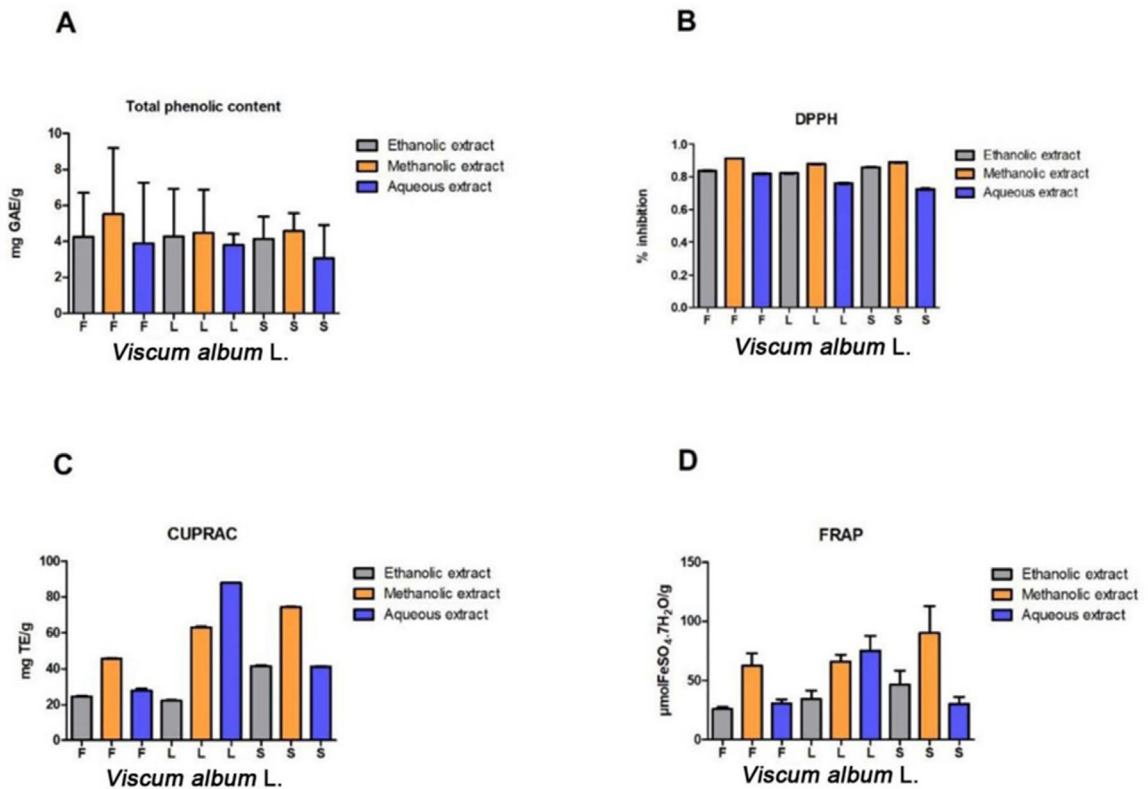 A
Total phenolic content
mg GAE/g
10
8
6
4
2
0
F F F L L L S S S
Viscum album L.
Ethanolic extract
Methanolic extract
Aqueous extract
B
DPPH
% inhibition
1.0
0.8
0.6
0.4
0.2
0.0
F F F L L L S S S
Viscum album L.
Ethanolic extract
Methanolic extract
Aqueous extract
C
CUPRAC
mg TE/g
100
80
60
40
20
0
F F F L L L S S S
Viscum album L.
Ethanolic extract
Methanolic extract
Aqueous extract
D
FRAP
µmolFeSO₄.7H₂O/g
150
100
50
0
F F F L L L S S S
Viscum album L.
Ethanolic extract
Methanolic extract
Aqueous extract